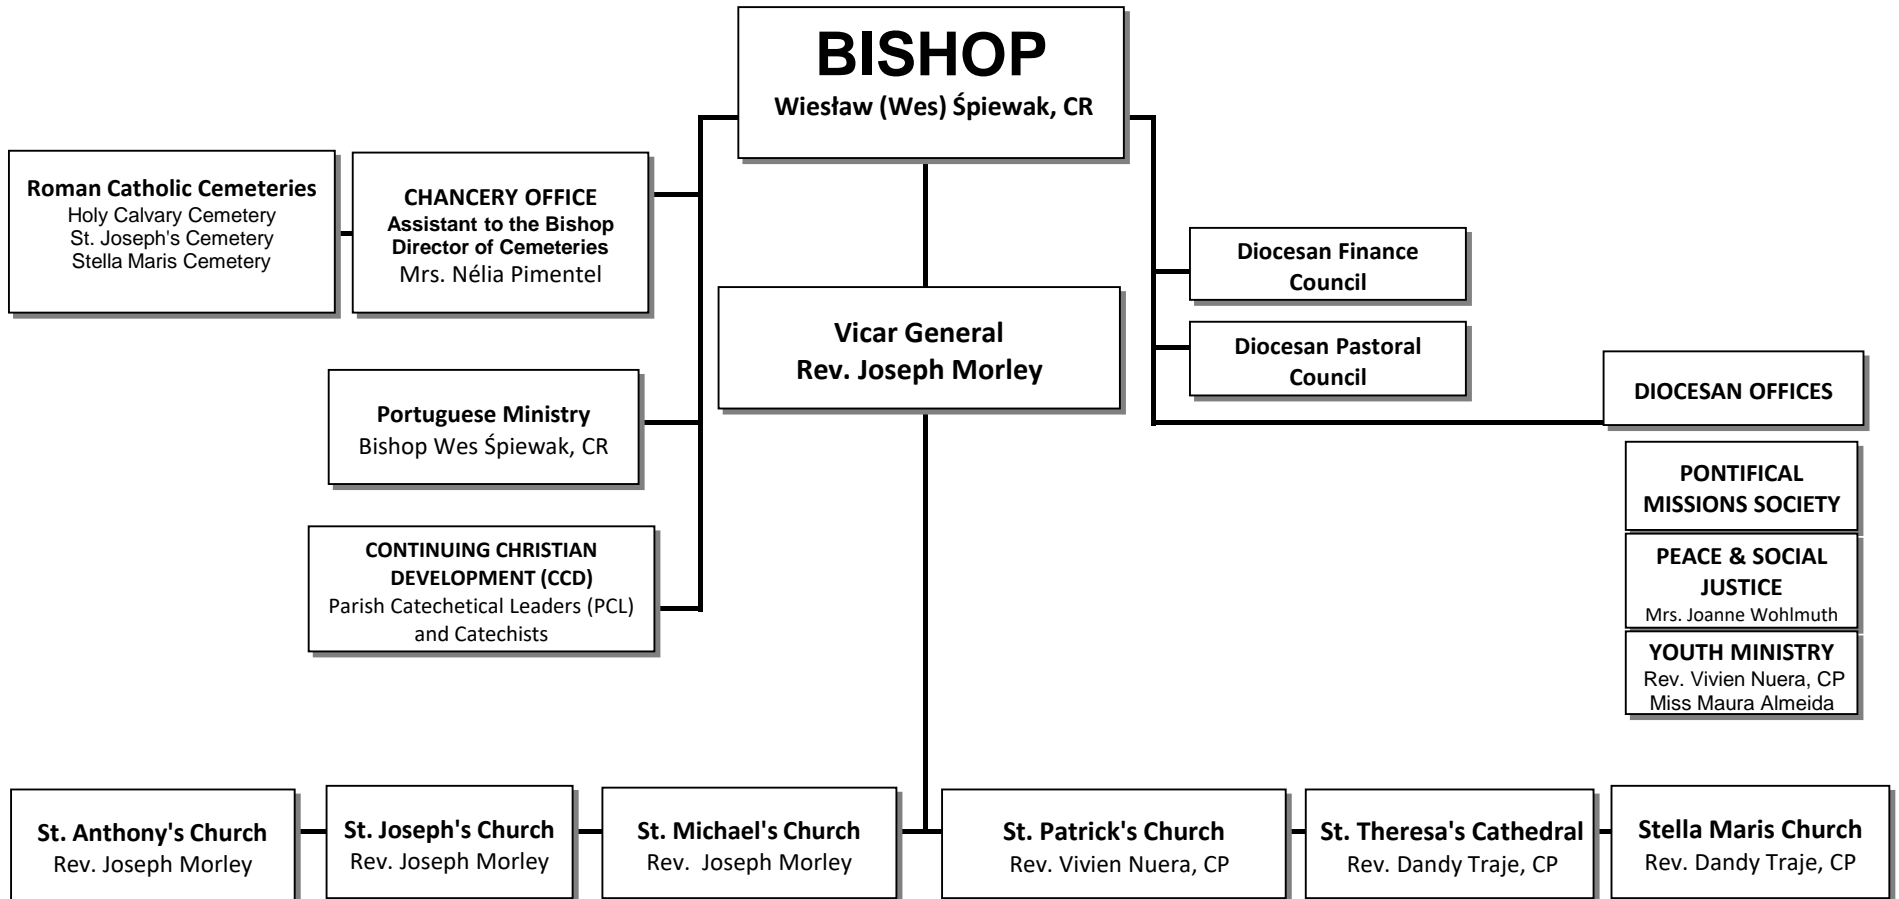 BISHOP
Wiesław (Wes) Śpiewak, CR
Roman Catholic Cemeteries
Holy Calvary Cemetery
St. Joseph's Cemetery
Stella Maris Cemetery
CHANCERY OFFICE
Assistant to the Bishop
Director of Cemeteries
Mrs. Nélia Pimentel
Vicar General
Rev. Joseph Morley
Diocesan Finance
Council
Diocesan Pastoral
Council
DIOCESAN OFFICES
Portuguese Ministry
Bishop Wes Śpiewak, CR
PONTIFICAL
MISSIONS SOCIETY
CONTINUING CHRISTIAN
DEVELOPMENT (CCD)
Parish Catechetical Leaders (PCL)
and Catechists
PEACE & SOCIAL
JUSTICE
Mrs. Joanne Wohlmuth
YOUTH MINISTRY
Rev. Vivien Nuera, CP
Miss Maura Almeida
St. Anthony's Church
Rev. Joseph Morley
St. Joseph's Church
Rev. Joseph Morley
St. Michael's Church
Rev. Joseph Morley
St. Patrick's Church
Rev. Vivien Nuera, CP
St. Theresa's Cathedral
Rev. Dandy Traje, CP
Stella Maris Church
Rev. Dandy Traje, CP